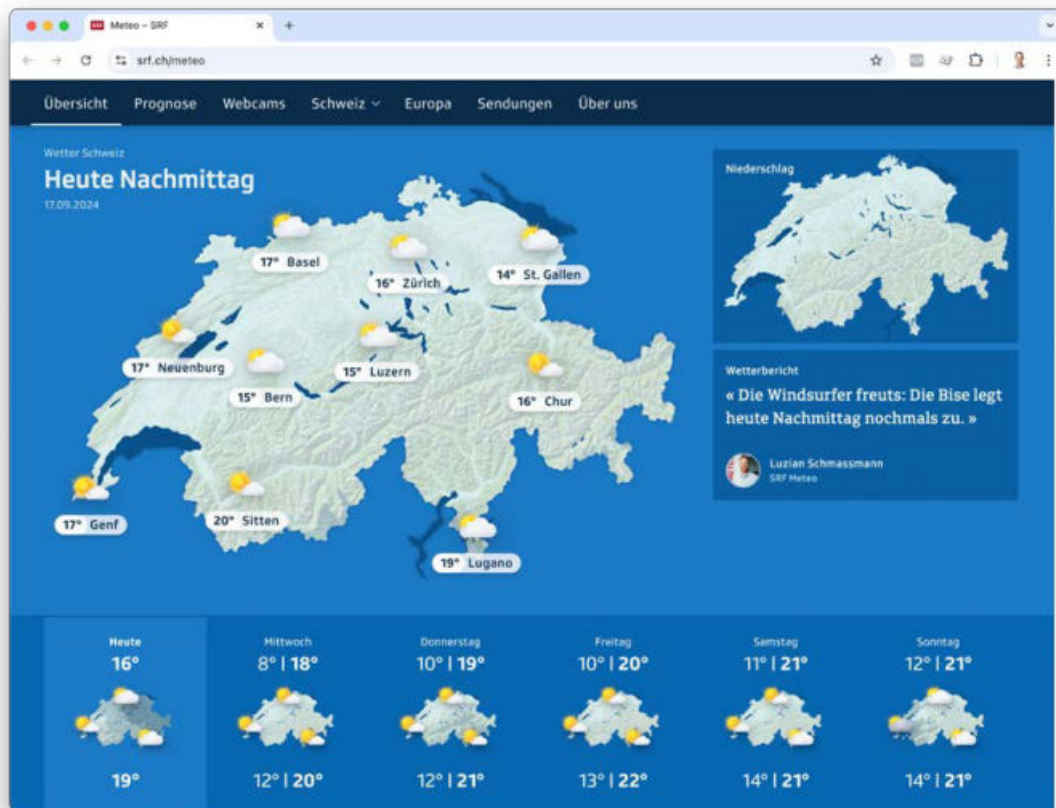 Meteo – SRF
srf.ch/meteo
Übersicht Prognose Webcams Schweiz Europa Sendungen Über uns
Wetter Schweiz
Heute Nachmittag
17.09.2024
17° Basel
16° Zürich
14° St. Gallen
17° Neuenburg
15° Bern
15° Luzern
16° Chur
17° Genf
20° Sitten
19° Lugano
Niederschlag
Wetterbericht
« Die Windsurfer freuts: Die Bise legt
heute Nachmittag nochmals zu. »
Luzian Schmassmann
SRF Meteo
Heute Mittwoch Donnerstag Freitag Samstag Sonntag
16° 8° | 18° 10° | 19° 10° | 20° 11° | 21° 12° | 21°
19° 12° | 20° 12° | 21° 13° | 22° 14° | 21° 14° | 21°